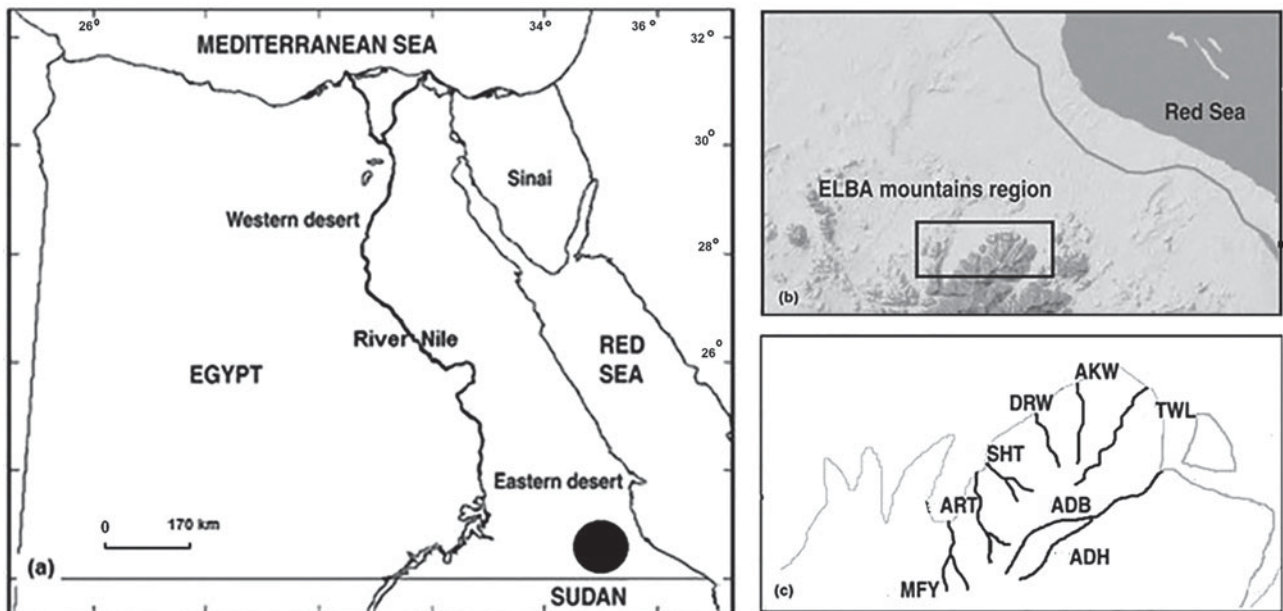 26°
34°
36°
32°
MEDITERRANEAN SEA
30°
Sinai
Western desert
28°
River Nile
RED
SEA
26°
EGYPT
Eastern desert
0
170 km
(a)
SUDAN
Red Sea
ELBA mountains region
(b)
AKW
DRW
TWL
SHT
ART
ADB
ADH
MFY
(c)